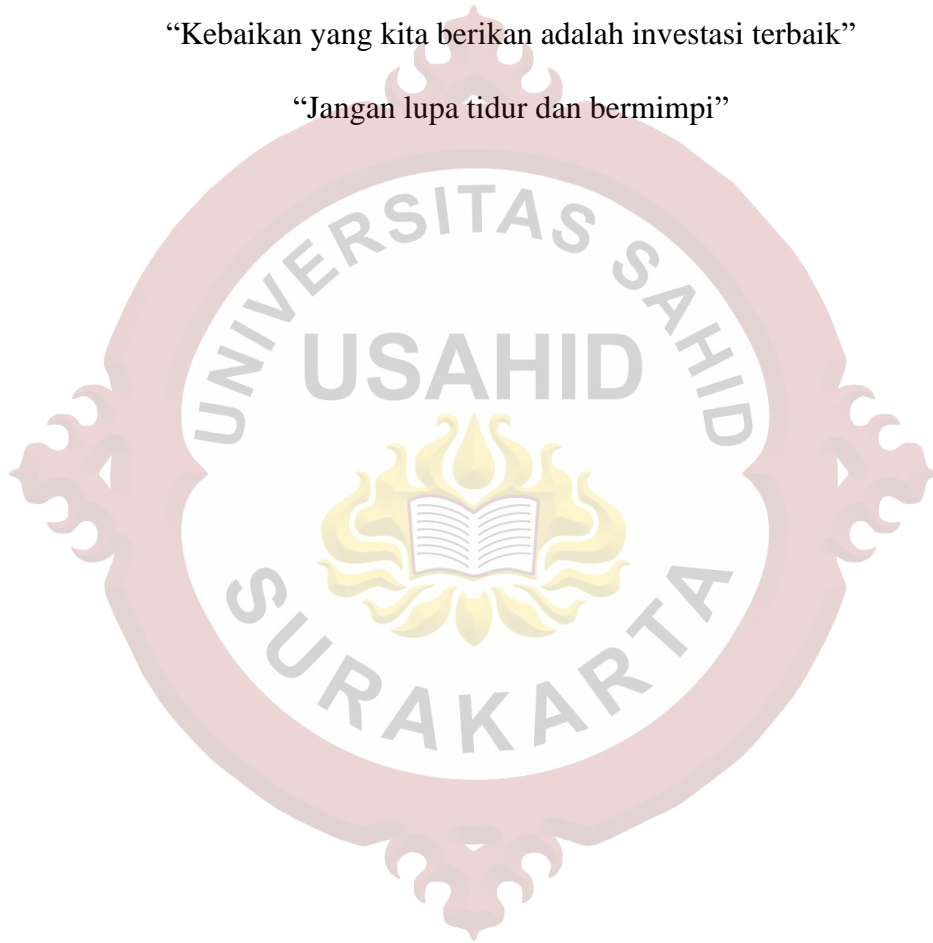 “Kebaikan yang kita berikan adalah investasi terbaik”
“Jangan lupa tidur dan bermimpi”
UNIVERSITAS SAHID
USAHID
SURAKARTA